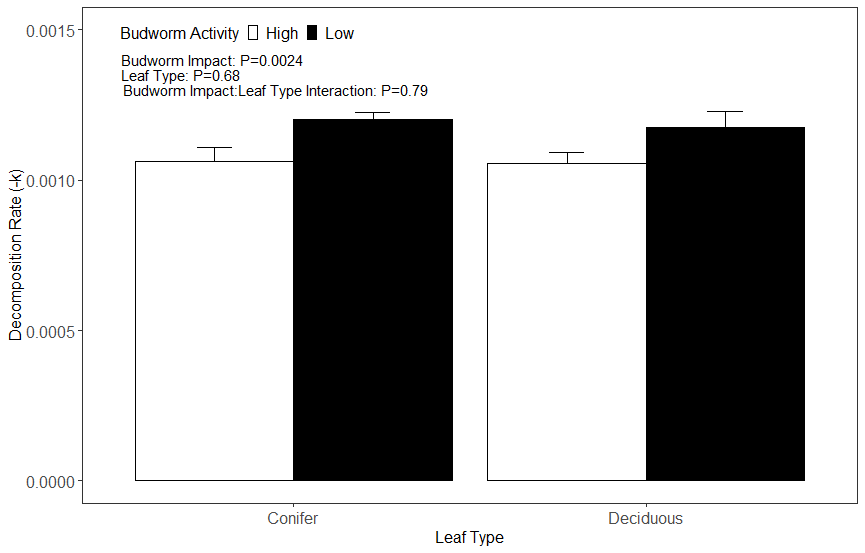 Budworm Activity High Low
Budworm Impact: P=0.0024
Leaf Type: P=0.68
Budworm Impact:Leaf Type Interaction: P=0.79
Decomposition Rate (-k)
0.0015
0.0010
0.0005
0.0000
Conifer Deciduous
Leaf Type